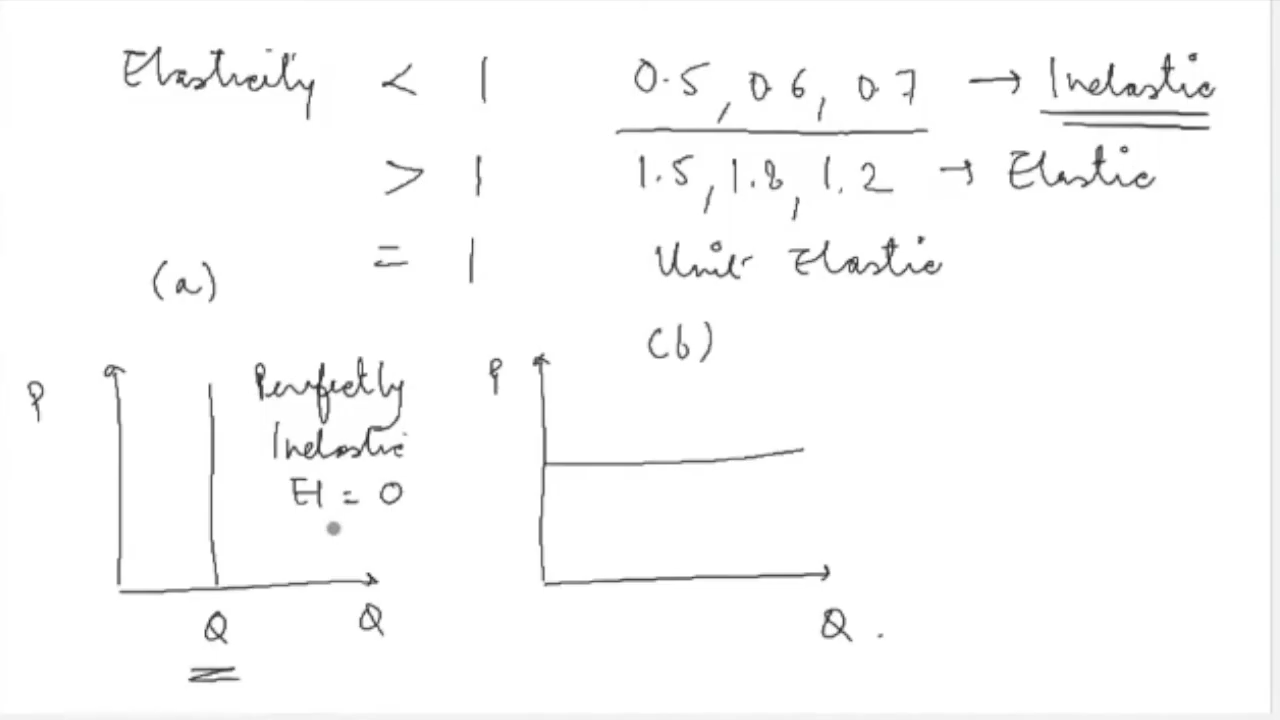 Elasticity < 1 0.5, 0.6, 0.7 → Inelastic
> 1 1.5, 1.8, 1.2 → Elastic
= 1 Unit Elastic
(a)
(b)
P
Perfectly
Inelastic
El = 0
Q
Q
P
Q.